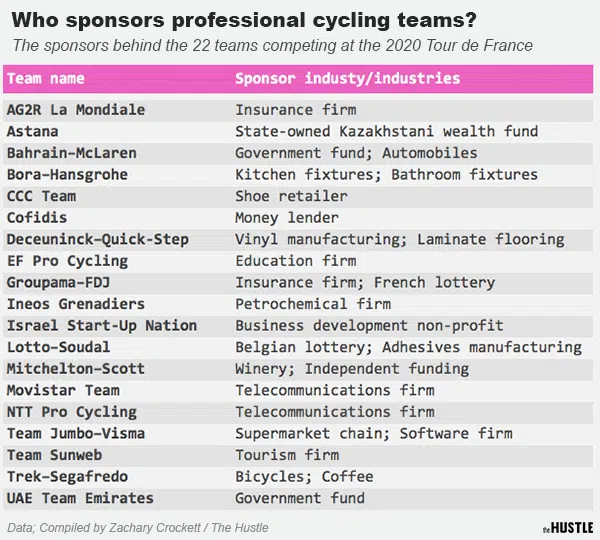 Who sponsors professional cycling teams?
The sponsors behind the 22 teams competing at the 2020 Tour de France
Team name Sponsor industy/industries
AG2R La Mondiale Insurance firm
Astana State-owned Kazakhstani wealth fund
Bahrain–McLaren Government fund; Automobiles
Bora–Hansgrohe Kitchen fixtures; Bathroom fixtures
CCC Team Shoe retailer
Cofidis Money lender
Deceuninck–Quick-Step Vinyl manufacturing; Laminate flooring
EF Pro Cycling Education firm
Groupama–FDJ Insurance firm; French lottery
Ineos Grenadiers Petrochemical firm
Israel Start-Up Nation Business development non-profit
Lotto–Soudal Belgian lottery; Adhesives manufacturing
Mitchelton–Scott Winery; Independent funding
Movistar Team Telecommunications firm
NTT Pro Cycling Telecommunications firm
Team Jumbo–Visma Supermarket chain; Software firm
Team Sunweb Tourism firm
Trek–Segafredo Bicycles; Coffee
UAE Team Emirates Government fund
Data; Compiled by Zachary Crockett / The Hustle
the HUSTLE